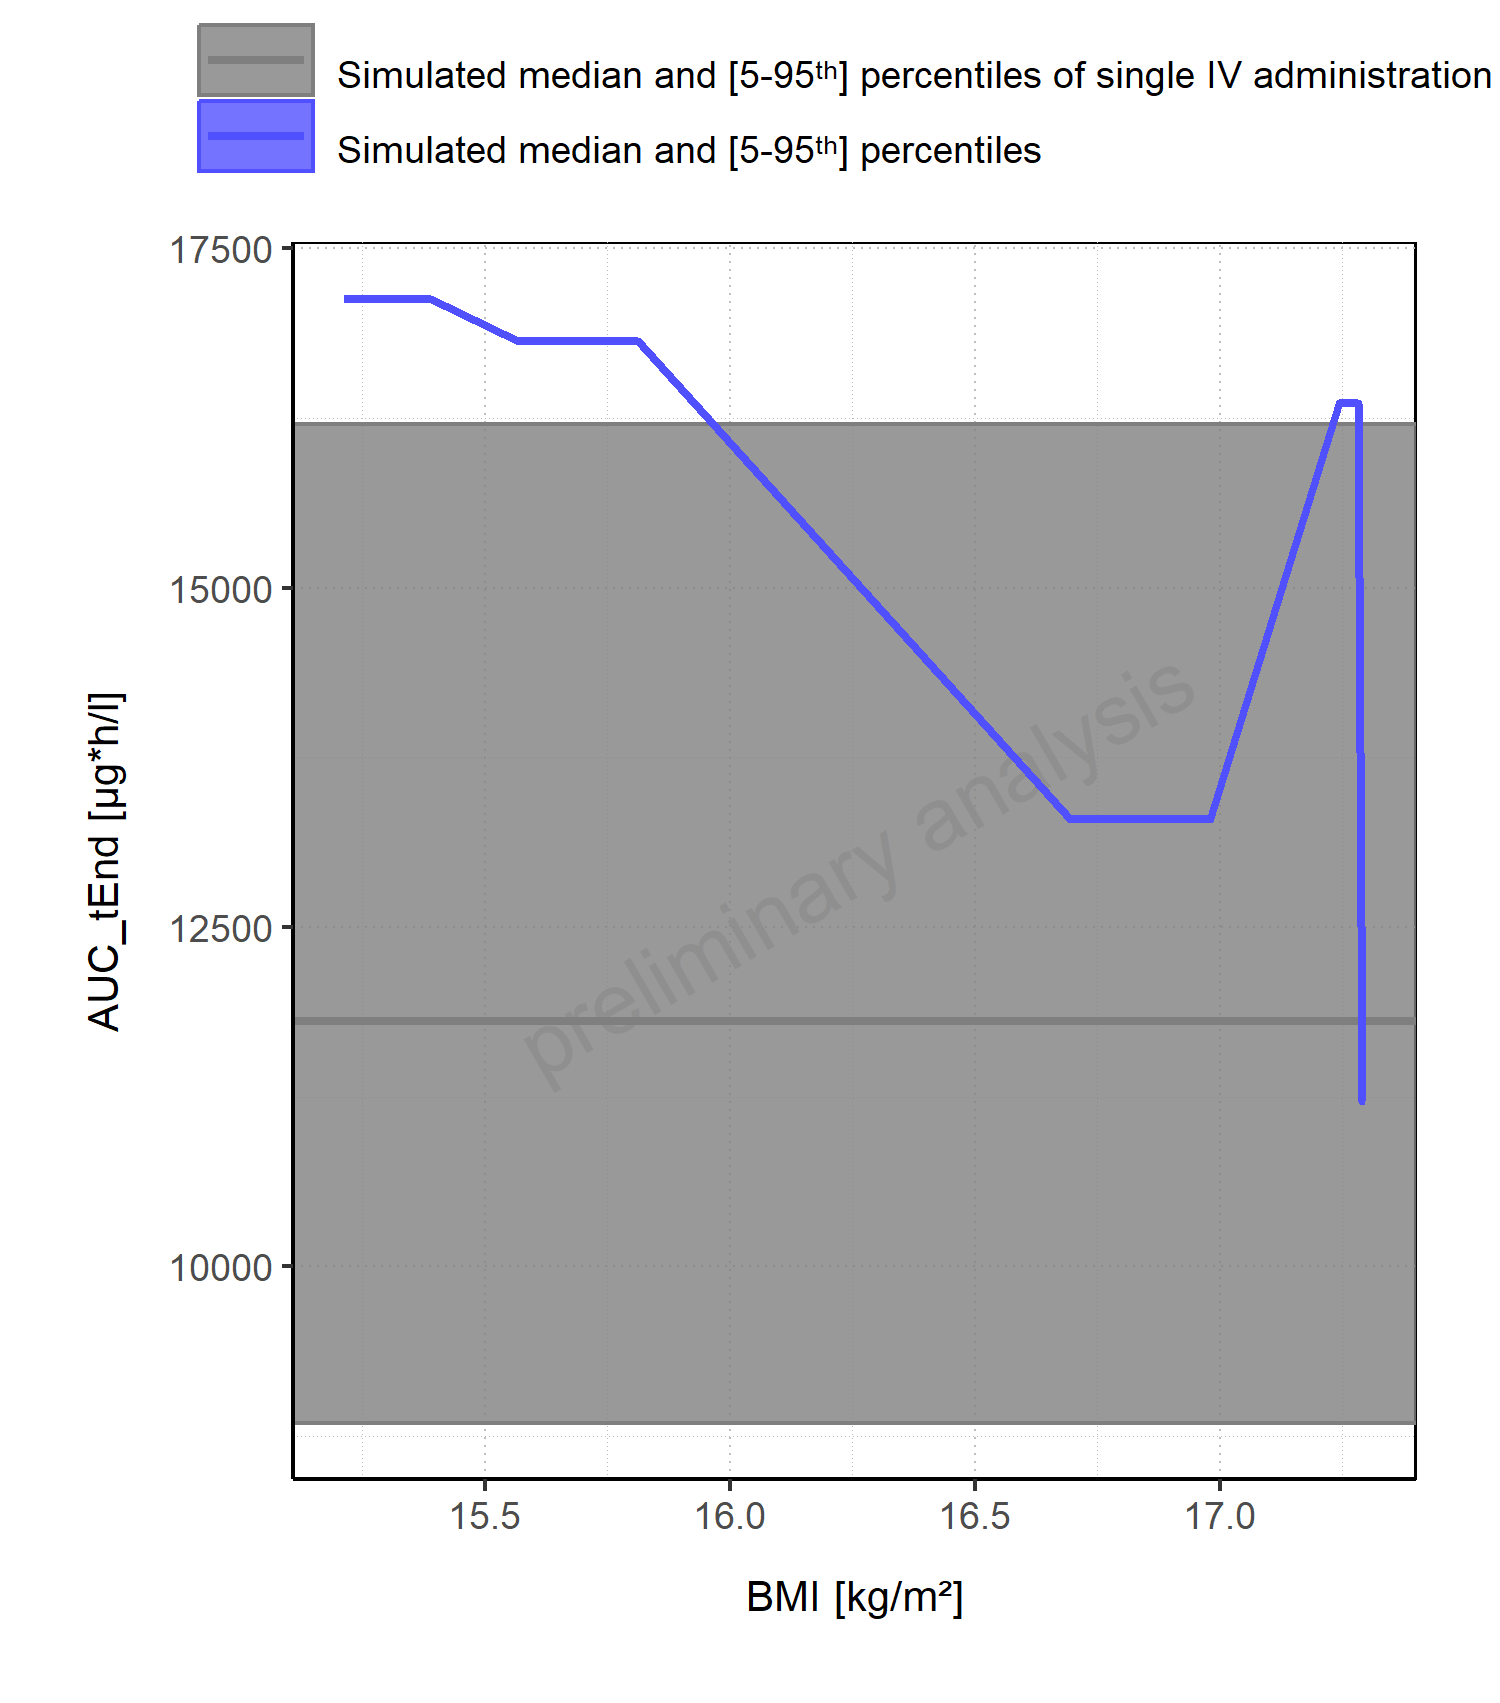 Simulated median and [5-95ᵗʰ] percentiles of single IV administration
Simulated median and [5-95ᵗʰ] percentiles
17500
15000
12500
10000
AUC_tEnd [µg*h/l]
preliminary analysis
15.5 16.0 16.5 17.0
BMI [kg/m²]